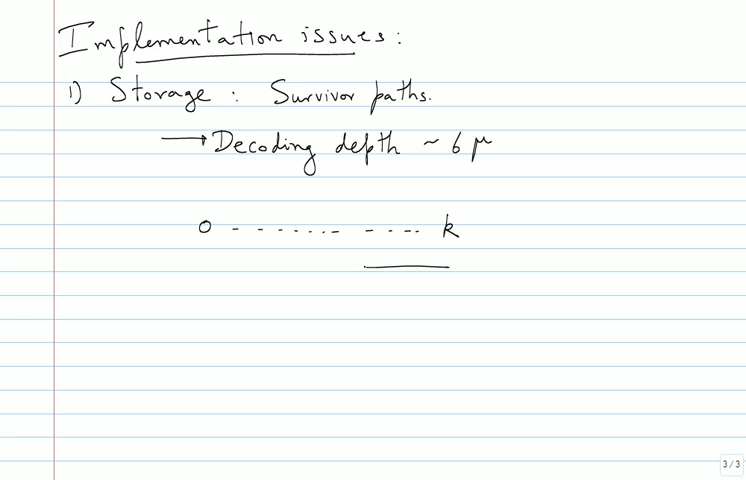 Implementation issues:
1) Storage : Survivor paths.
→ Decoding depth ~ 6 μ
0 - - - - . . . - - - . - - . k
3 / 3